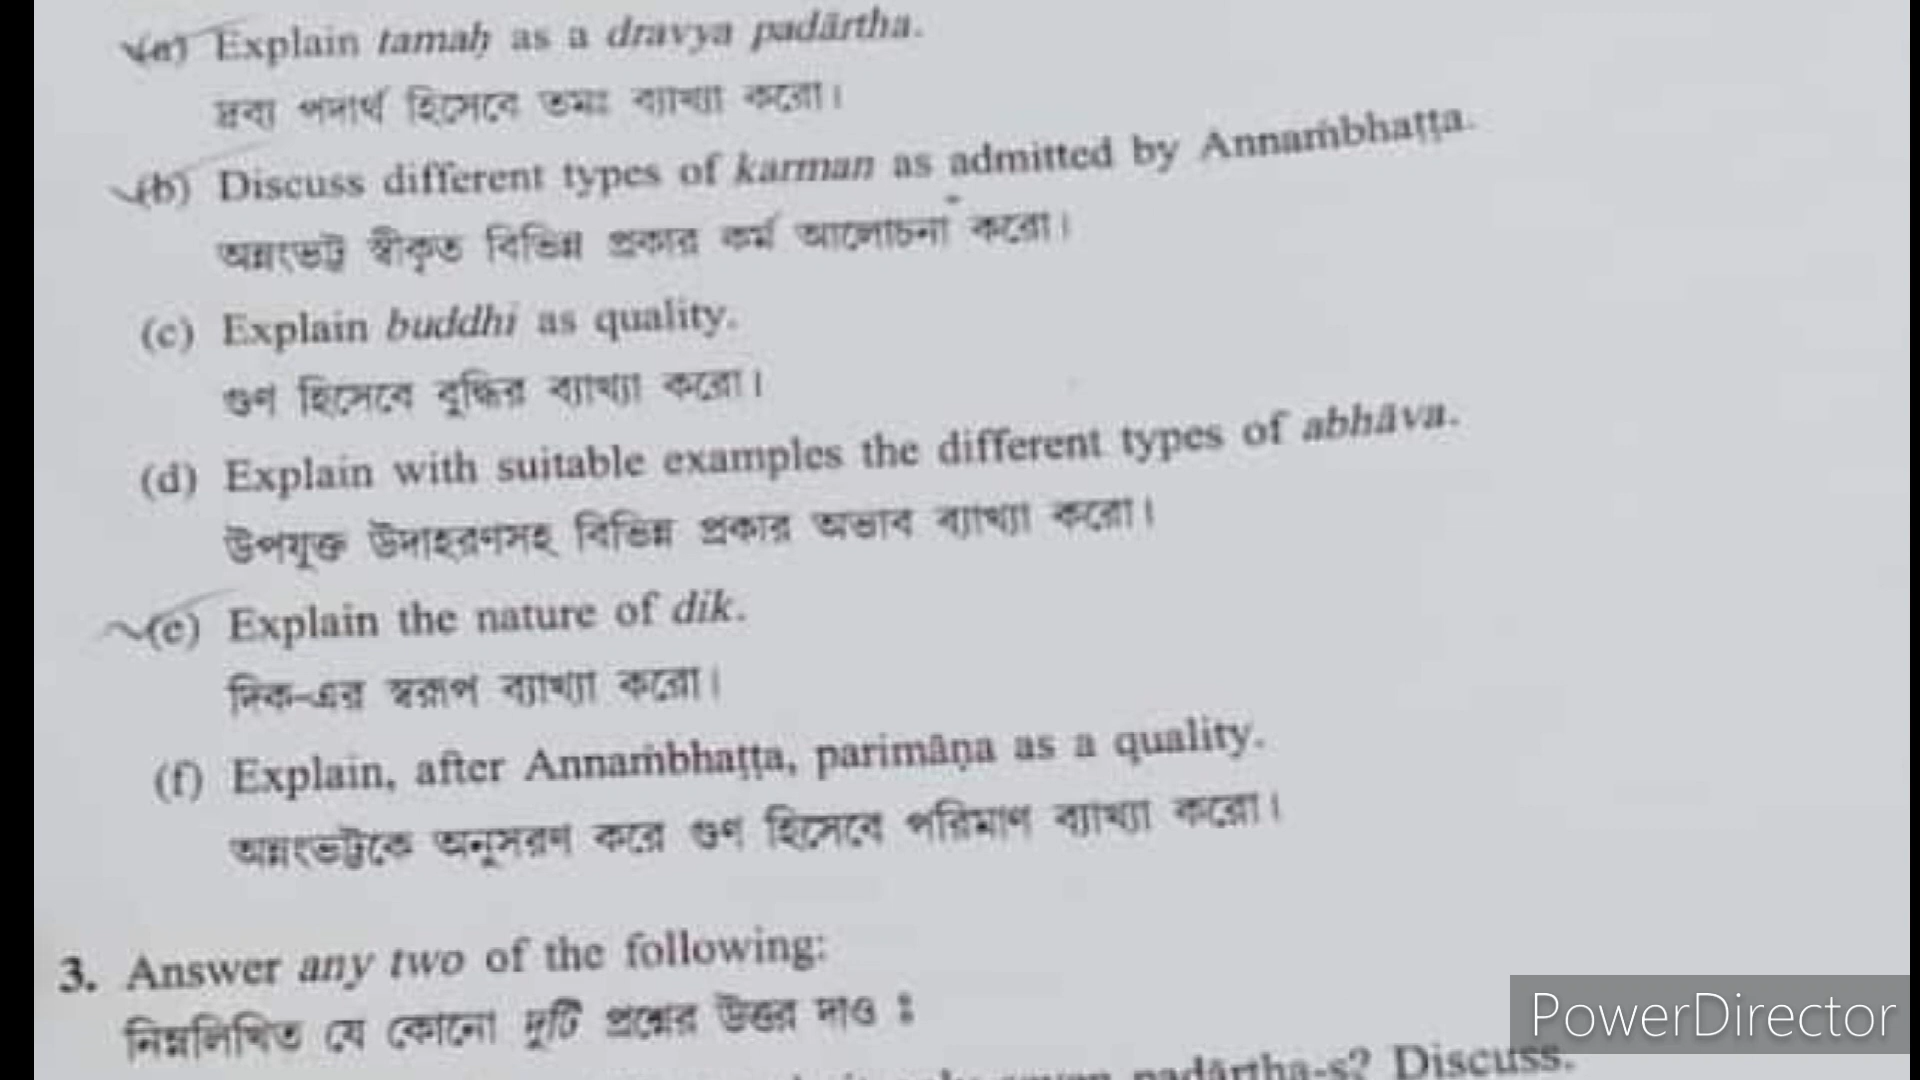 (a) Explain tamaḥ as a dravya padārtha.
দ্রব্য পদার্থ হিসেবে তমঃ ব্যাখ্যা করো।
(b) Discuss different types of karman as admitted by Annaṁbhaṭṭa.
অন্নংভট্ট স্বীকৃত বিভিন্ন প্রকার কর্ম আলোচনা করো।
(c) Explain buddhi as quality.
গুণ হিসেবে বুদ্ধির ব্যাখ্যা করো।
(d) Explain with suitable examples the different types of abhāva.
উপযুক্ত উদাহরণসহ বিভিন্ন প্রকার অভাব ব্যাখ্যা করো।
(e) Explain the nature of dik.
দিক-এর স্বরূপ ব্যাখ্যা করো।
(f) Explain, after Annaṁbhaṭṭa, parimāṇa as a quality.
অন্নংভট্টকে অনুসরণ করে গুণ হিসেবে পরিমাণ ব্যাখ্যা করো।
3. Answer any two of the following:
নিম্নলিখিত যে কোনো দুটি প্রশ্নের উত্তর দাও ঃ
padārtha-s? Discuss.
PowerDirector